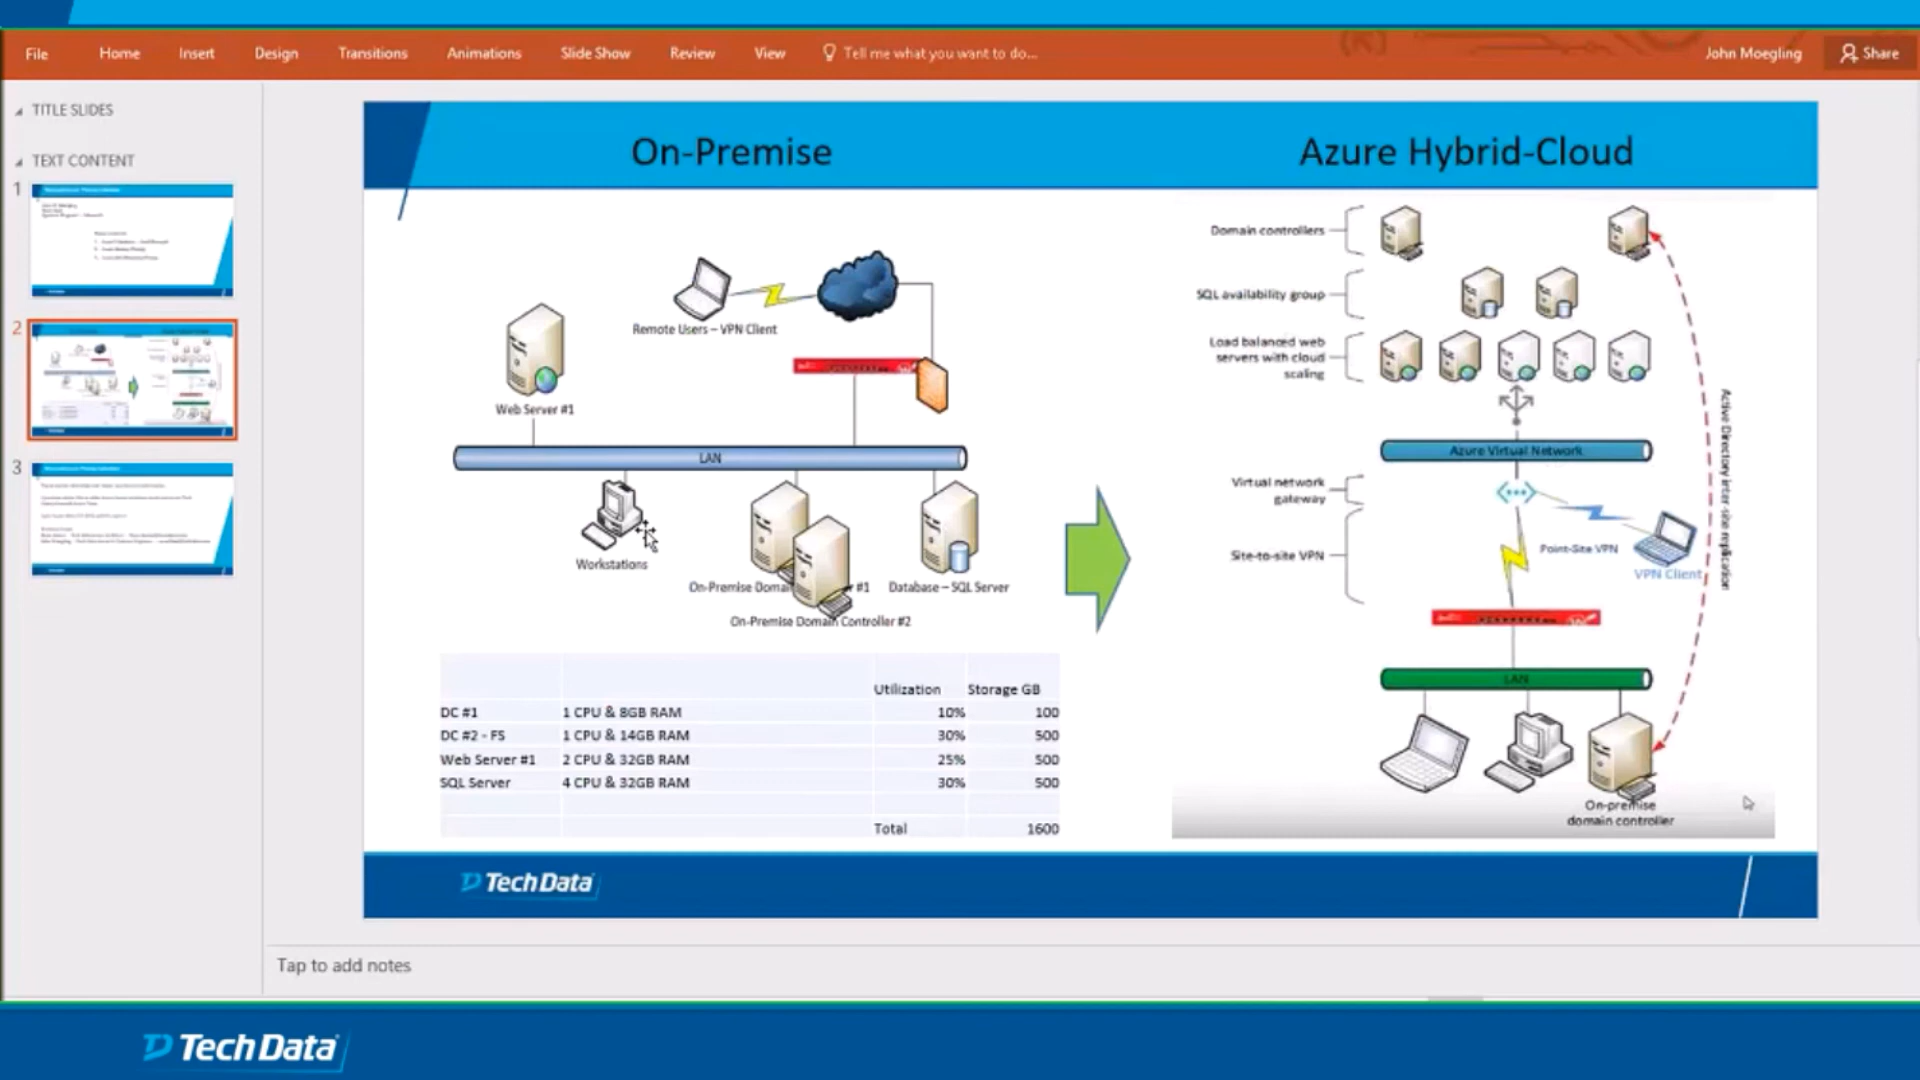 File Home Insert Design Transitions Animations Slide Show Review View Tell me what you want to do... John Moegling Share
TITLE SLIDES
TEXT CONTENT
1
2
3
On-Premise
Azure Hybrid-Cloud
Remote Users – VPN Client
Web Server #1
LAN
Workstations
On-Premise Domai #1
Database – SQL Server
On-Premise Domain Controller #2
Utilization Storage GB
DC #1 1 CPU & 8GB RAM 10% 100
DC #2 - FS 1 CPU & 14GB RAM 30% 500
Web Server #1 2 CPU & 32GB RAM 25% 500
SQL Server 4 CPU & 32GB RAM 30% 500
Total 1600
Domain controllers
SQL availability group
Load balanced web
servers with cloud
scaling
Azure Virtual Network
Virtual network
gateway
Site-to-site VPN
Point-Site VPN
VPN Client
Active Directory inter-site replication
LAN
On-premise
domain controller
Tech Data
Tap to add notes
Tech Data